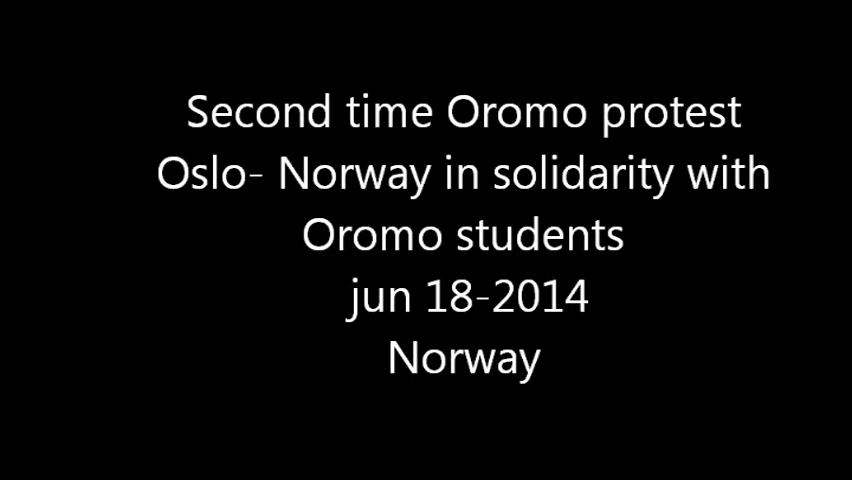 Second time Oromo protest
Oslo- Norway in solidarity with
Oromo students
jun 18-2014
Norway